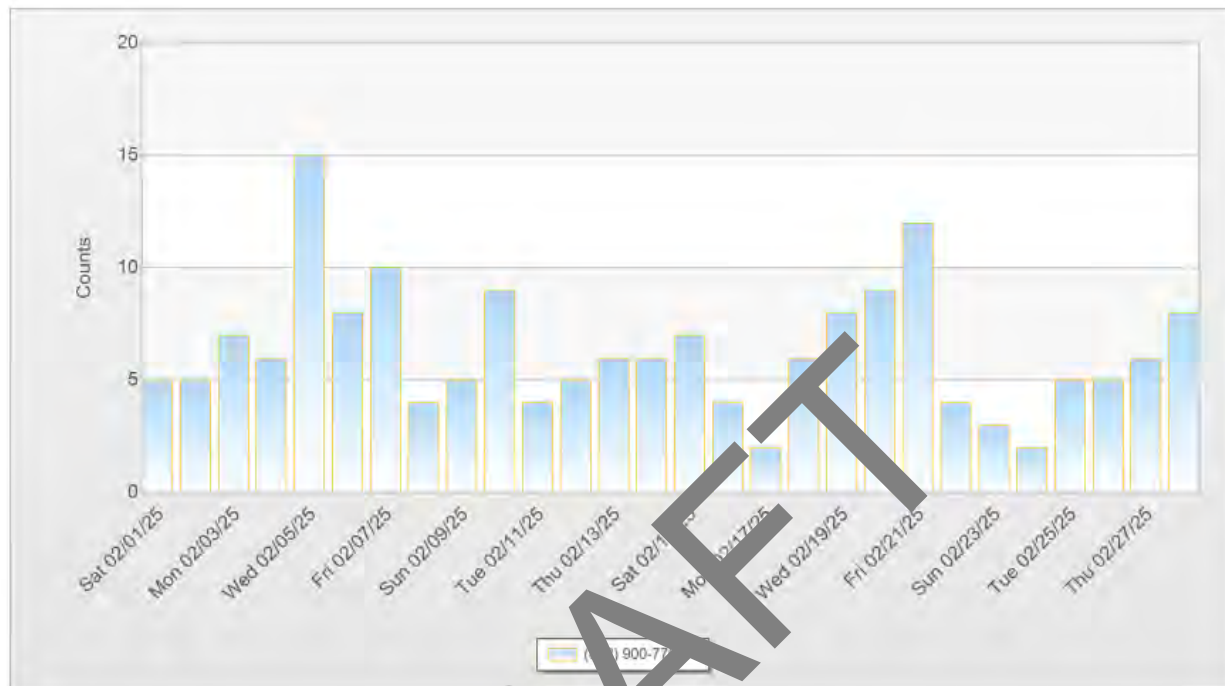 20
15
10
5
0
Counts
Sat 02/01/25
Mon 02/03/25
Wed 02/05/25
Fri 02/07/25
Sun 02/09/25
Tue 02/11/25
Thu 02/13/25
Sat
Wed 02/19/25
Fri 02/21/25
Sun 02/23/25
Tue 02/25/25
Thu 02/27/25